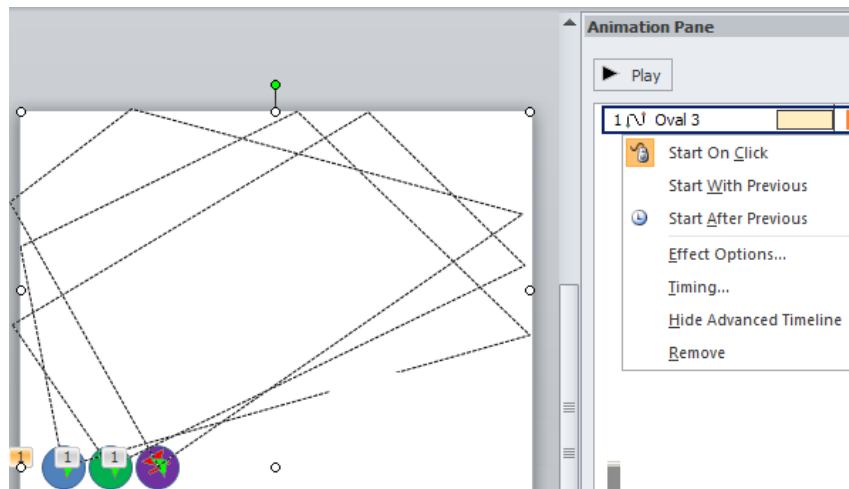 Animation Pane
Play
1 Oval 3
Start On Click
Start With Previous
Start After Previous
Effect Options...
Timing...
Hide Advanced Timeline
Remove
1 1 1